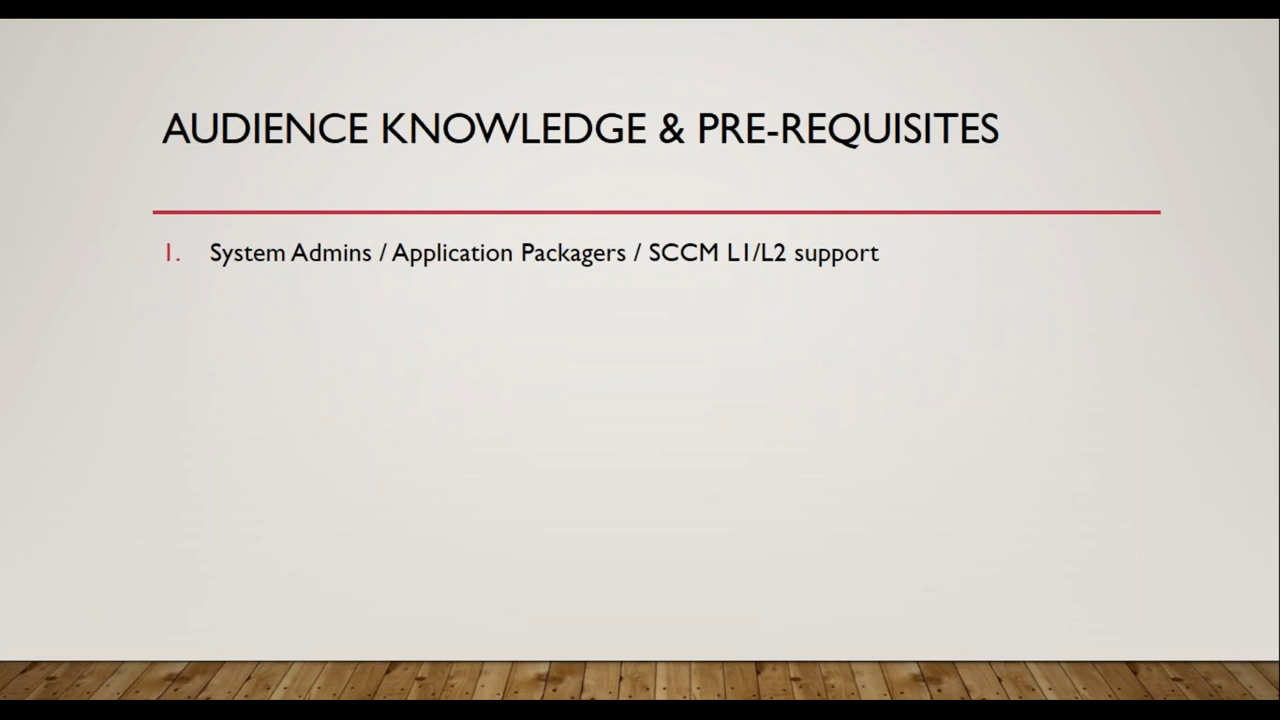 AUDIENCE KNOWLEDGE & PRE-REQUISITES
1. System Admins / Application Packagers / SCCM L1/L2 support